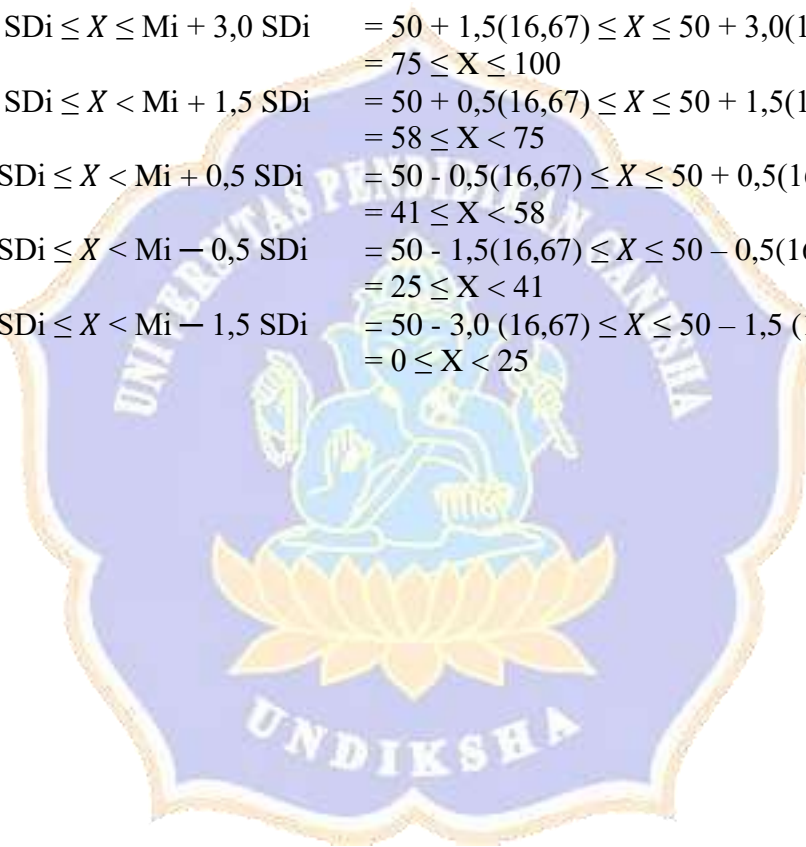 SDi ≤ X ≤ Mi + 3,0 SDi = 50 + 1,5(16,67) ≤ X ≤ 50 + 3,0(1
= 75 ≤ X ≤ 100
SDi ≤ X < Mi + 1,5 SDi = 50 + 0,5(16,67) ≤ X ≤ 50 + 1,5(1
= 58 ≤ X < 75
SDi ≤ X < Mi + 0,5 SDi = 50 - 0,5(16,67) ≤ X ≤ 50 + 0,5(16
= 41 ≤ X < 58
SDi ≤ X < Mi − 0,5 SDi = 50 - 1,5(16,67) ≤ X ≤ 50 – 0,5(16
= 25 ≤ X < 41
SDi ≤ X < Mi − 1,5 SDi = 50 - 3,0 (16,67) ≤ X ≤ 50 – 1,5 (1
= 0 ≤ X < 25
UNIVERSITAS PENDIDIKAN GANESHA
UNDIKSHA